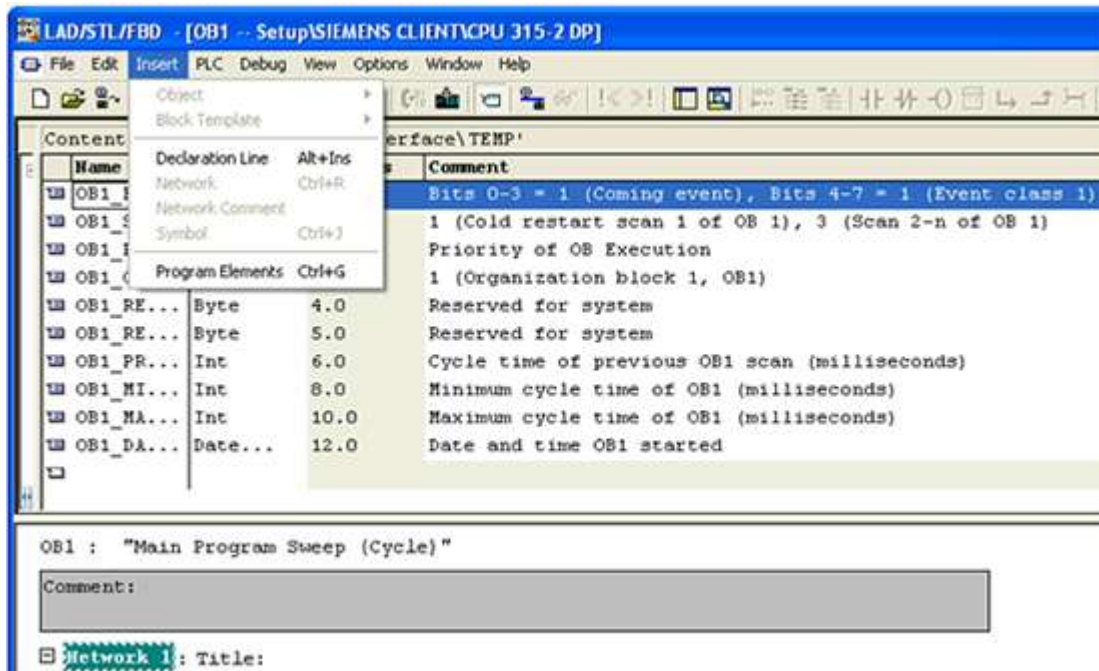 LAD/STL/FBD - [OB1 -- Setup\SIEMENS CLIENT\CPU 315-2 DP]
File Edit Insert PLC Debug View Options Window Help
Object
Block Template
Content erface\TEMP'
Declaration Line Alt+Ins
Name s Comment
Network Ctrl+R
OB1_ Bits 0-3 = 1 (Coming event), Bits 4-7 = 1 (Event class 1)
Network Comment
OB1_ 1 (Cold restart scan 1 of OB 1), 3 (Scan 2-n of OB 1)
Symbol Ctrl+J
OB1_ Priority of OB Execution
Program Elements Ctrl+G
OB1_ 1 (Organization block 1, OB1)
OB1_RE... Byte 4.0 Reserved for system
OB1_RE... Byte 5.0 Reserved for system
OB1_PR... Int 6.0 Cycle time of previous OB1 scan (milliseconds)
OB1_MI... Int 8.0 Minimum cycle time of OB1 (milliseconds)
OB1_MA... Int 10.0 Maximum cycle time of OB1 (milliseconds)
OB1_DA... Date... 12.0 Date and time OB1 started
OB1 : "Main Program Sweep (Cycle)"
Comment:
Network 1: Title: